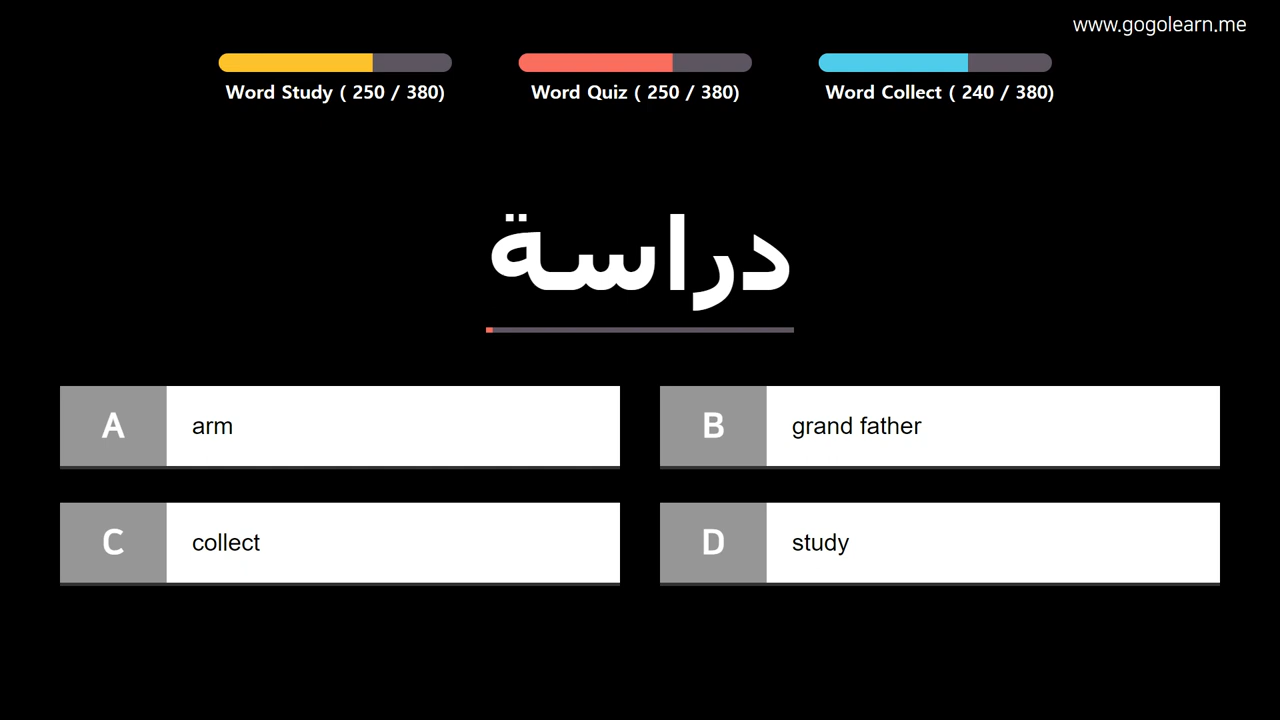 www.gogolearn.me
Word Study ( 250 / 380)
Word Quiz ( 250 / 380)
Word Collect ( 240 / 380)
دراسة
A arm
B grand father
C collect
D study